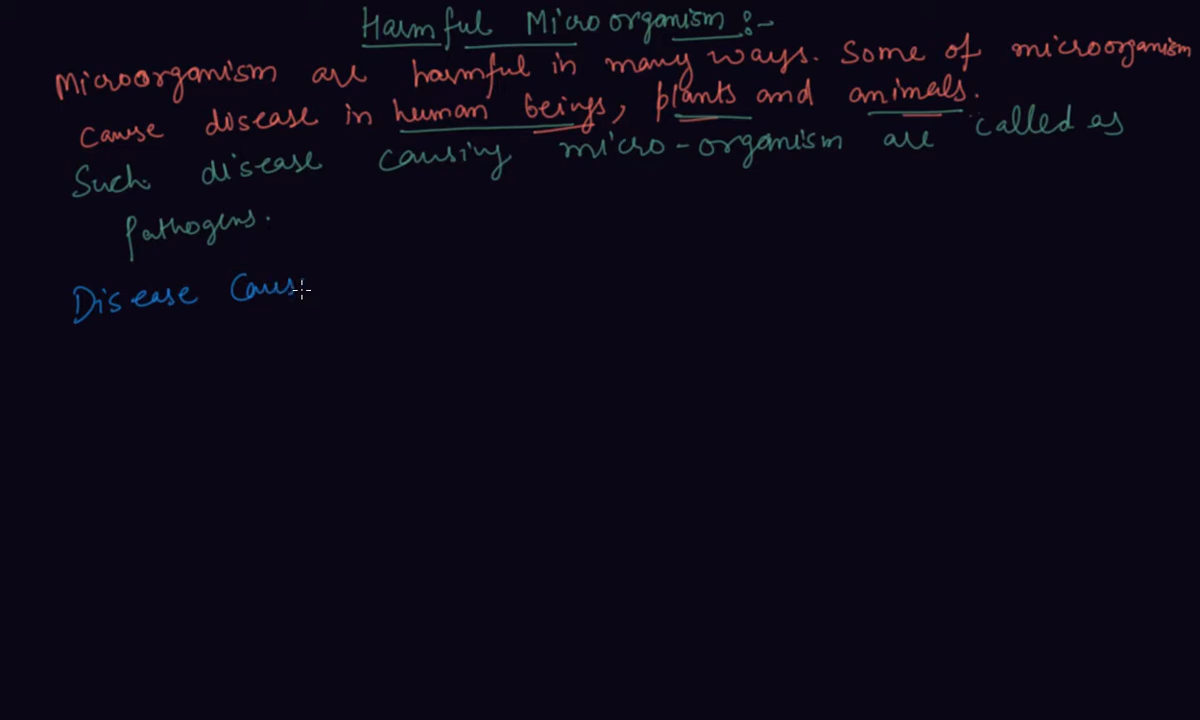 Harmful Microorganism :-
Microorganism are harmful in many ways. Some of microorganism
cause disease in human beings, plants and animals.
Such disease causing micro-organism are called as
pathogens.
Disease Caus